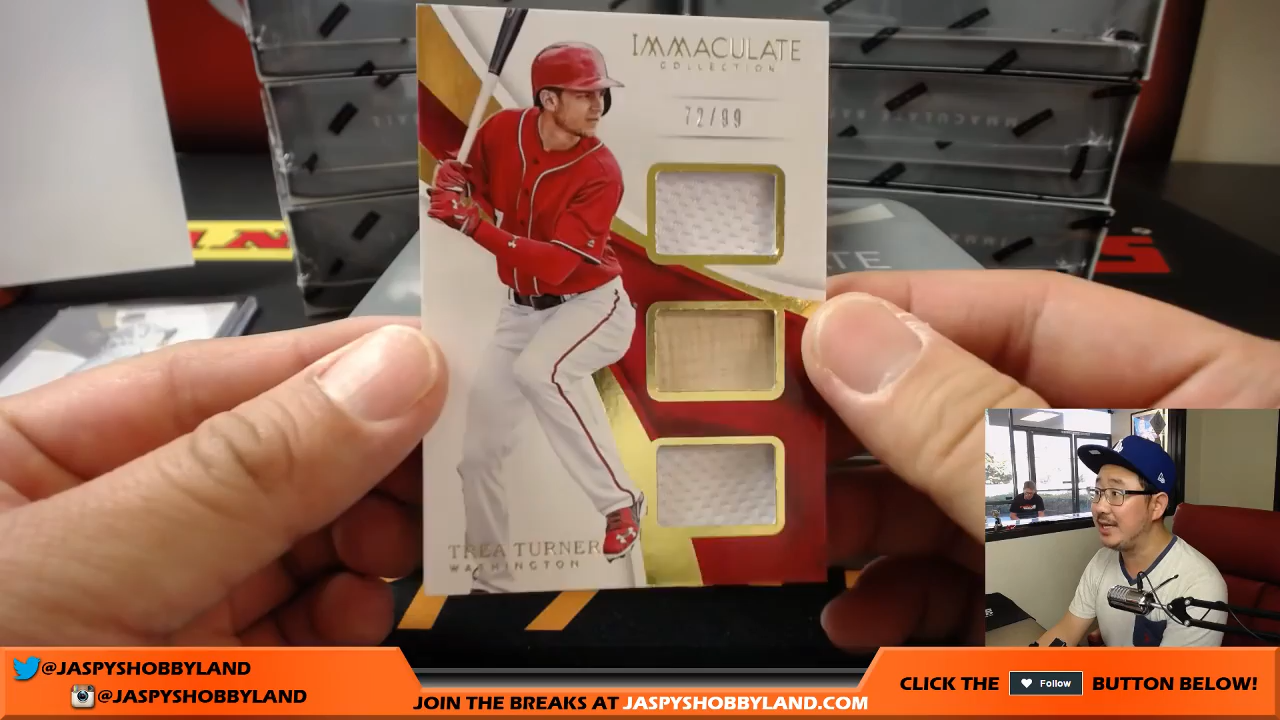 IMMACULATE
COLLECTION
72/99
TREA TURNER
WASHINGTON
@JASPYSHOBBYLAND
@JASPYSHOBBYLAND
JOIN THE BREAKS AT JASPYSHOBBYLAND.COM
CLICK THE Follow BUTTON BELOW!